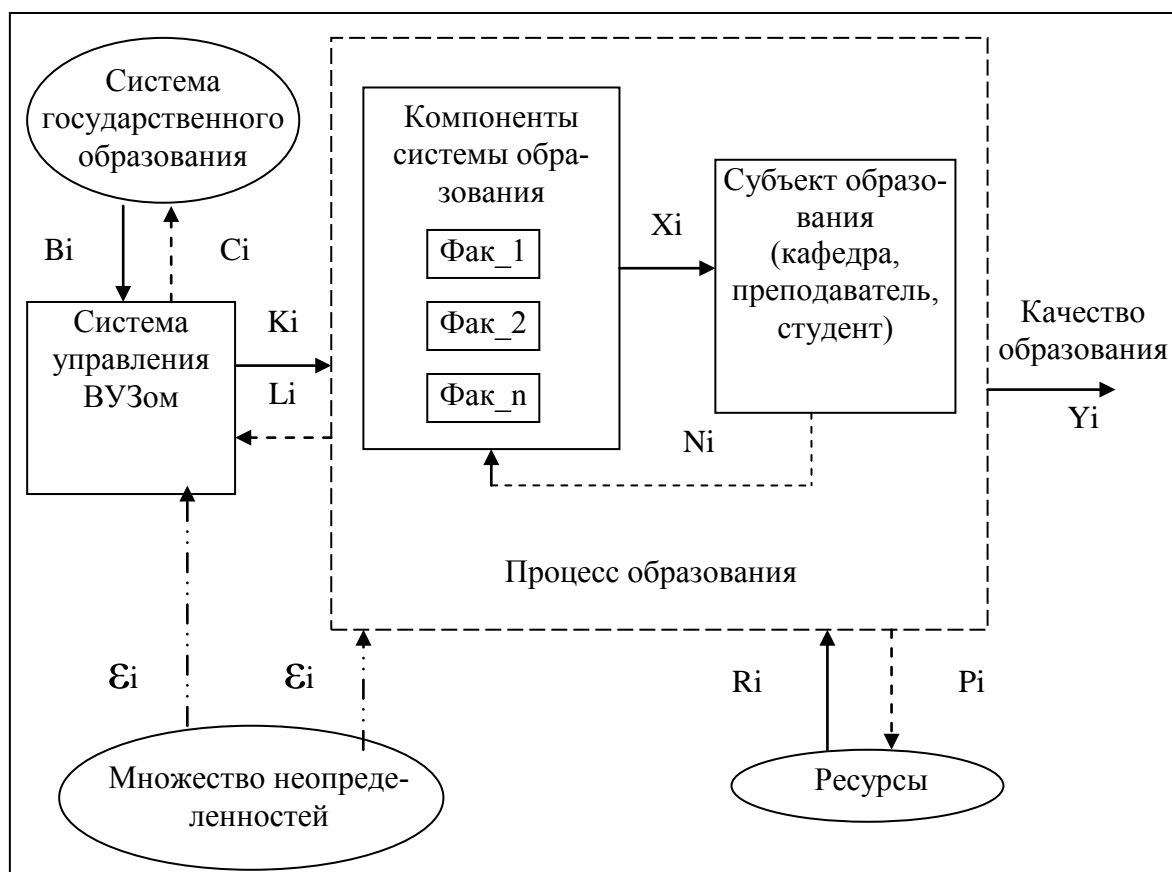 Система
государственного
образования
Bi
Ci
Система
управления
ВУЗом
Ki
Li
Компоненты
системы обра-
зования
Фак_1
Фак_2
Фак_n
Xi
Субъект образо-
вания
(кафедра,
преподаватель,
студент)
Ni
Качество
образования
Yi
Процесс образования
εi
εi
Ri
Pi
Множество неопреде-
ленностей
Ресурсы